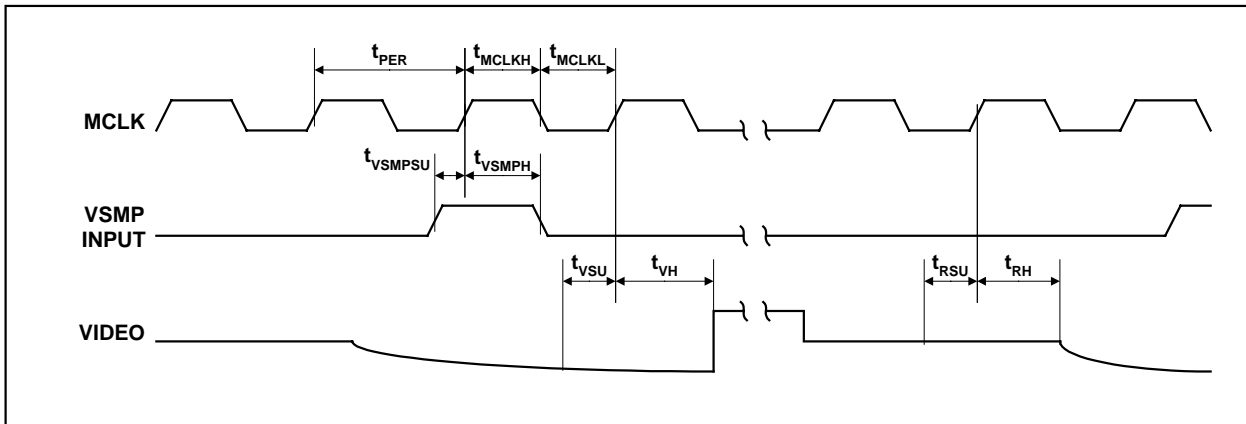 tPER tMCLKH tMCLKL
MCLK
tVSMPSU tVSMPH
VSMP
INPUT
tVSU tVH tRSU tRH
VIDEO